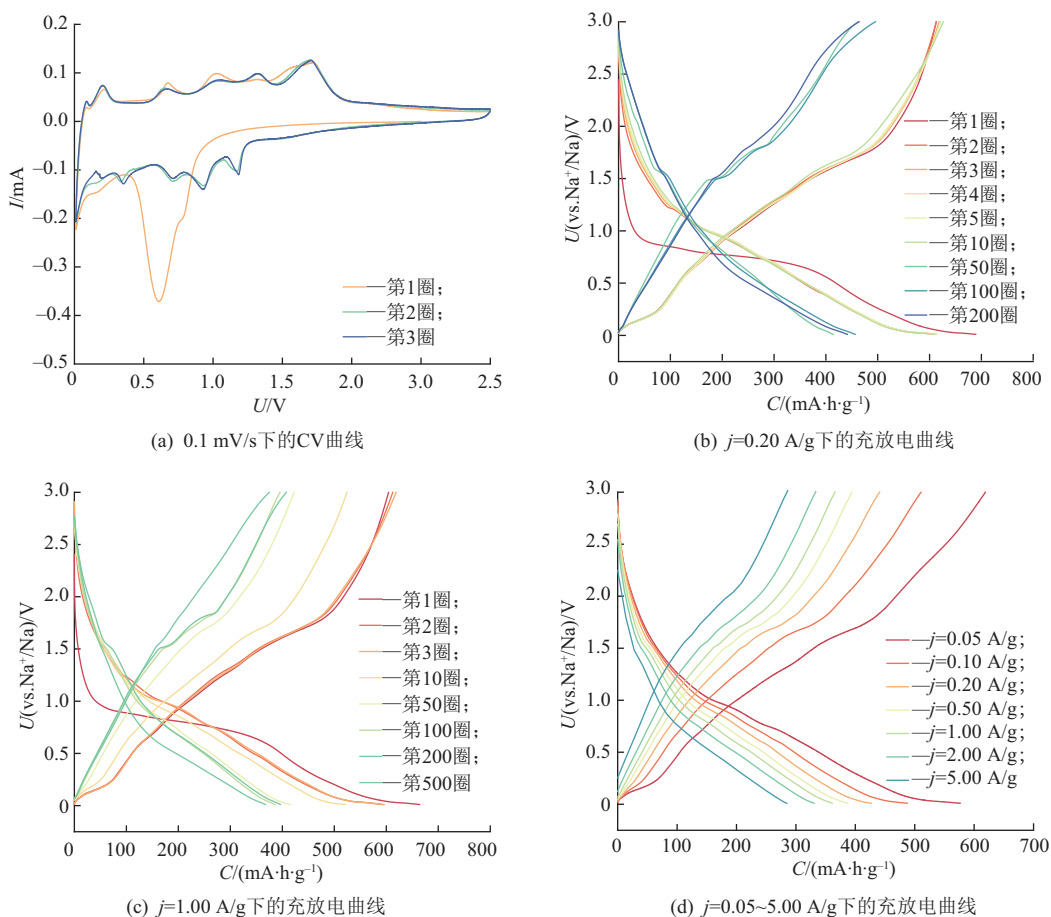 0.4
0.3
0.2
0.1
0.0
−0.1
−0.2
−0.3
−0.4
−0.5
I/mA
0
0.5
1.0
1.5
2.0
2.5
U/V
—第1圈；
—第2圈；
—第3圈
(a) 0.1 mV/s下的CV曲线
3.0
2.5
2.0
1.5
1.0
0.5
0
U(vs.Na⁺/Na)/V
0
100
200
300
400
500
600
700
800
C/(mA·h·g⁻¹)
—第1圈；
—第2圈；
—第3圈；
—第4圈；
—第5圈；
—第10圈；
—第50圈；
—第100圈；
—第200圈
(b) j=0.20 A/g下的充放电曲线
3.0
2.5
2.0
1.5
1.0
0.5
0
U(vs.Na⁺/Na)/V
0
100
200
300
400
500
600
700
800
C/(mA·h·g⁻¹)
—第1圈；
—第2圈；
—第3圈；
—第10圈；
—第50圈；
—第100圈；
—第200圈；
—第500圈
(c) j=1.00 A/g下的充放电曲线
3.0
2.5
2.0
1.5
1.0
0.5
0
U(vs.Na⁺/Na)/V
0
100
200
300
400
500
600
700
C/(mA·h·g⁻¹)
—j=0.05 A/g；
—j=0.10 A/g；
—j=0.20 A/g；
—j=0.50 A/g；
—j=1.00 A/g；
—j=2.00 A/g；
—j=5.00 A/g
(d) j=0.05~5.00 A/g下的充放电曲线